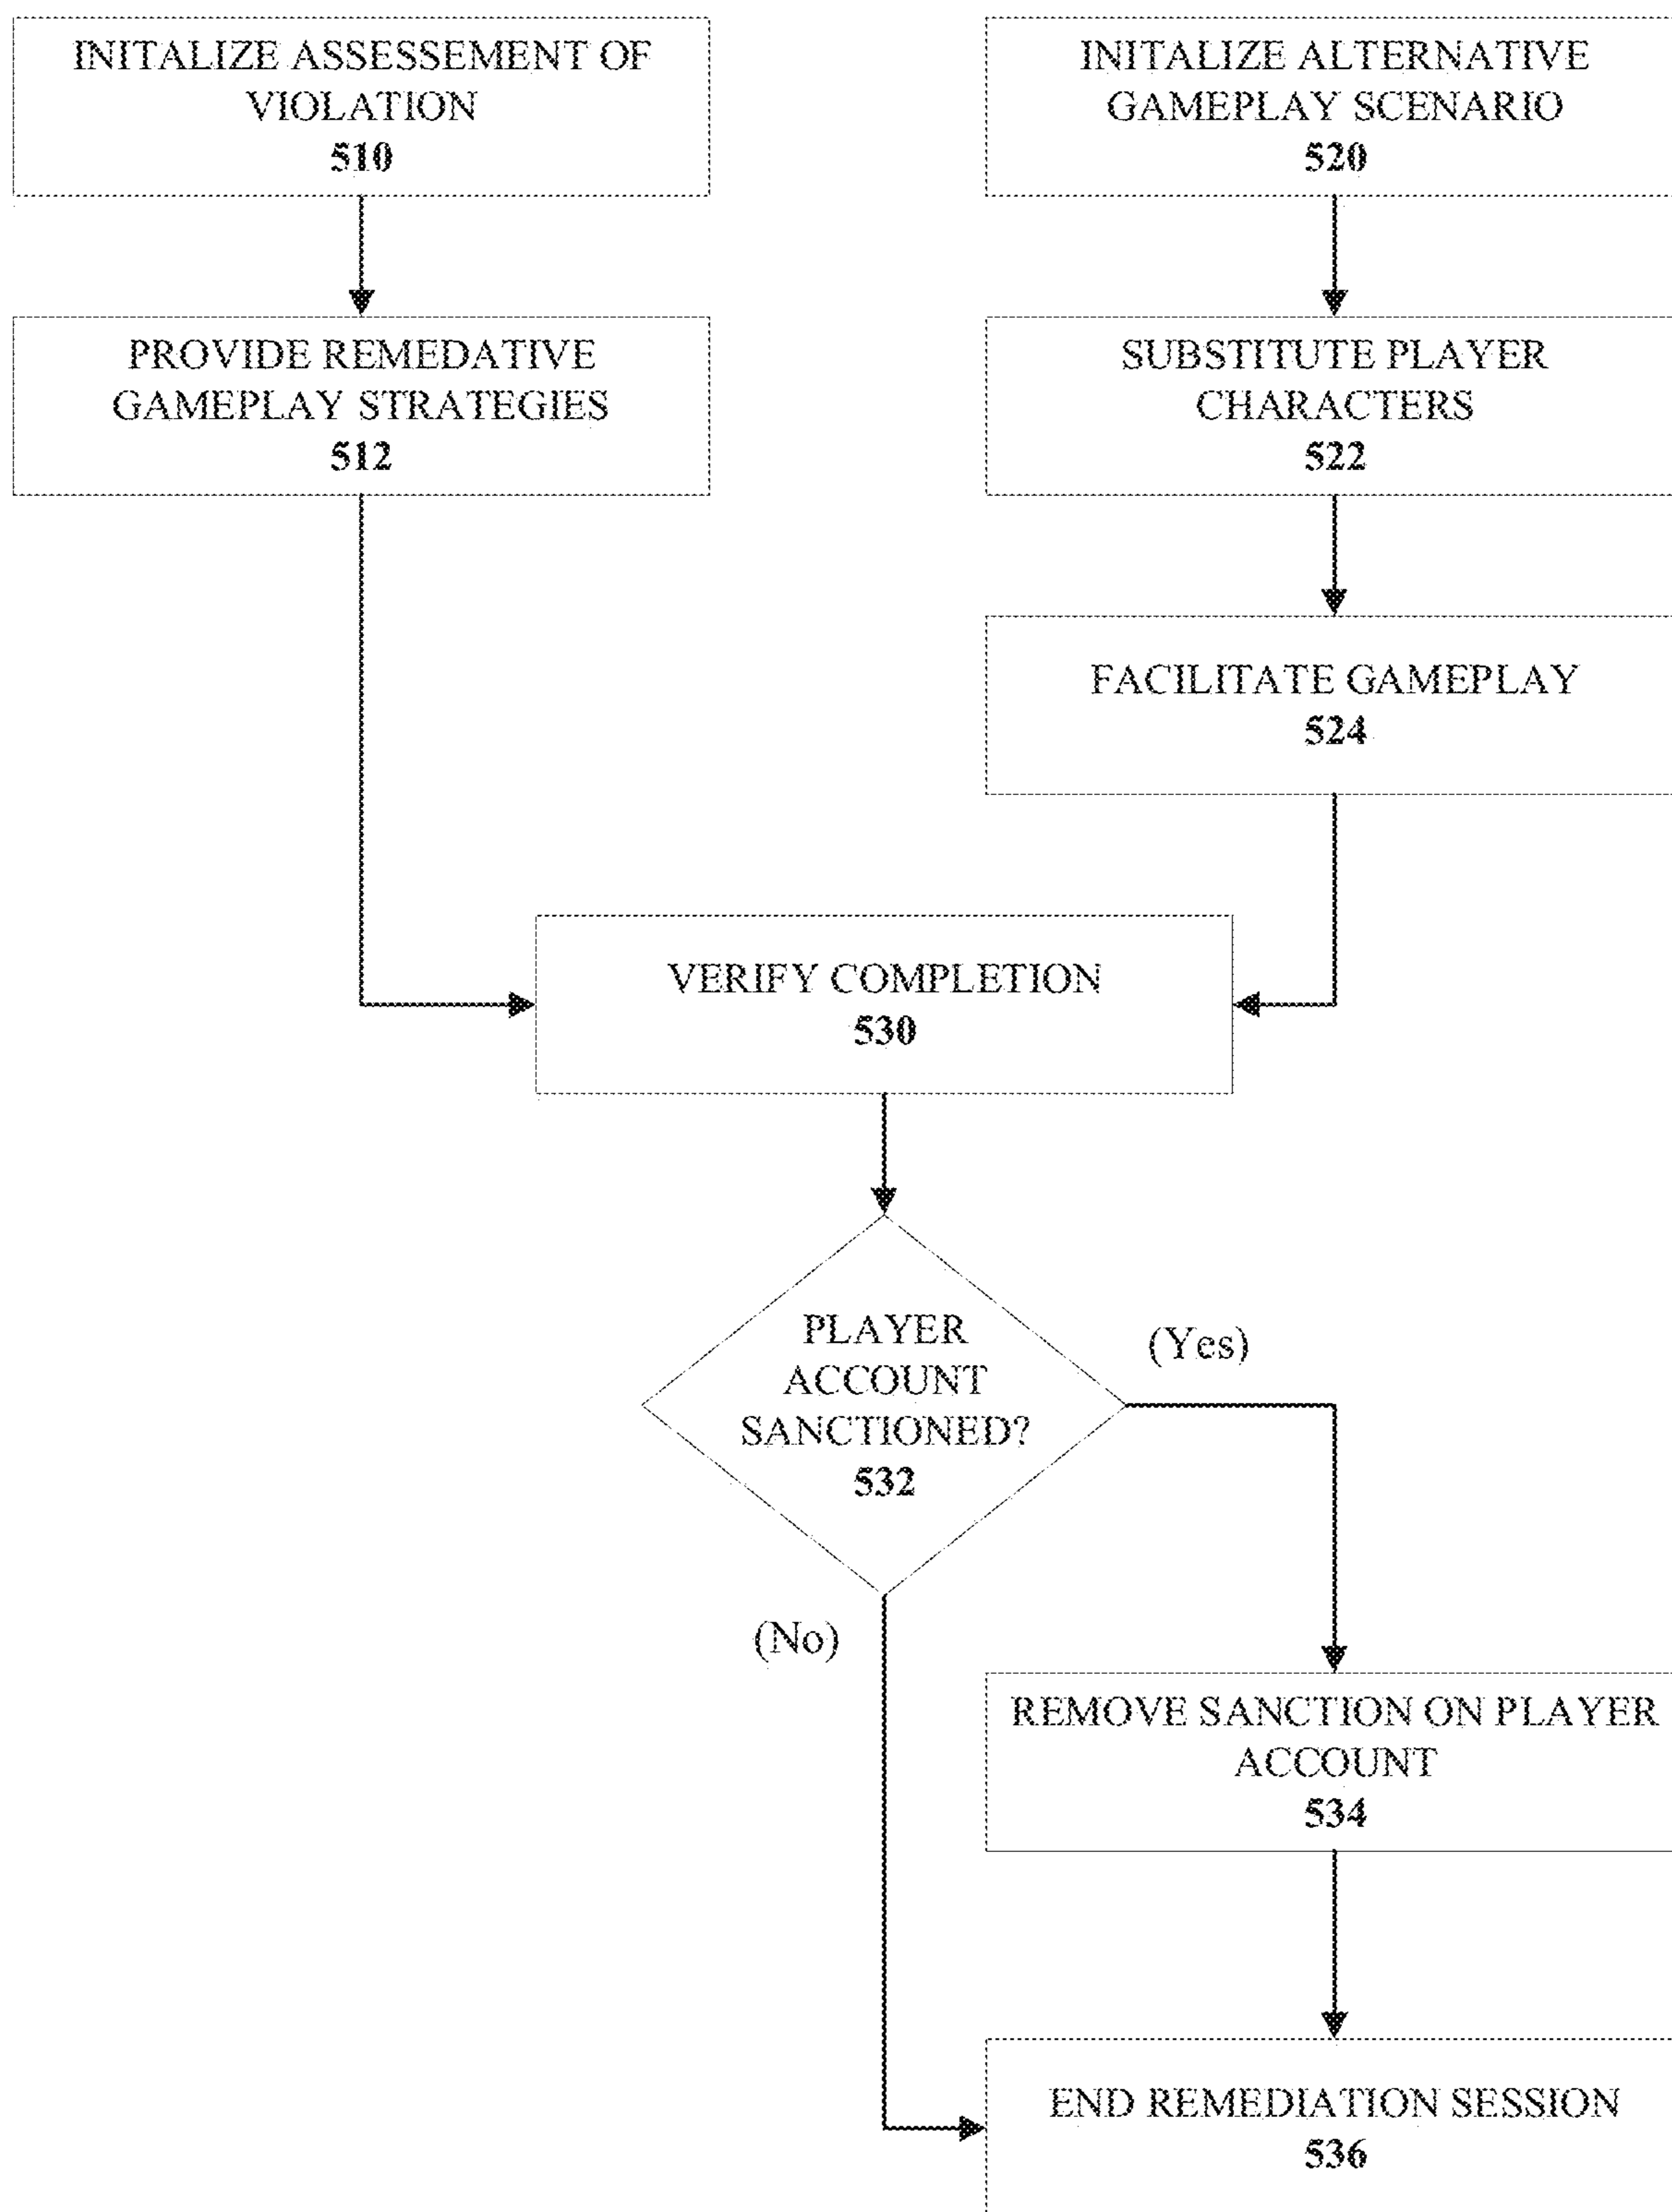 INITALIZE ASSESSEMENT OF
VIOLATION
510
INITALIZE ALTERNATIVE
GAMEPLAY SCENARIO
520
PROVIDE REMEDATIVE
GAMEPLAY STRATEGIES
512
SUBSTITUTE PLAYER
CHARACTERS
522
FACILITATE GAMEPLAY
524
VERIFY COMPLETION
530
PLAYER
ACCOUNT
SANCTIONED?
532
(Yes)
(No)
REMOVE SANCTION ON PLAYER
ACCOUNT
534
END REMEDIATION SESSION
536